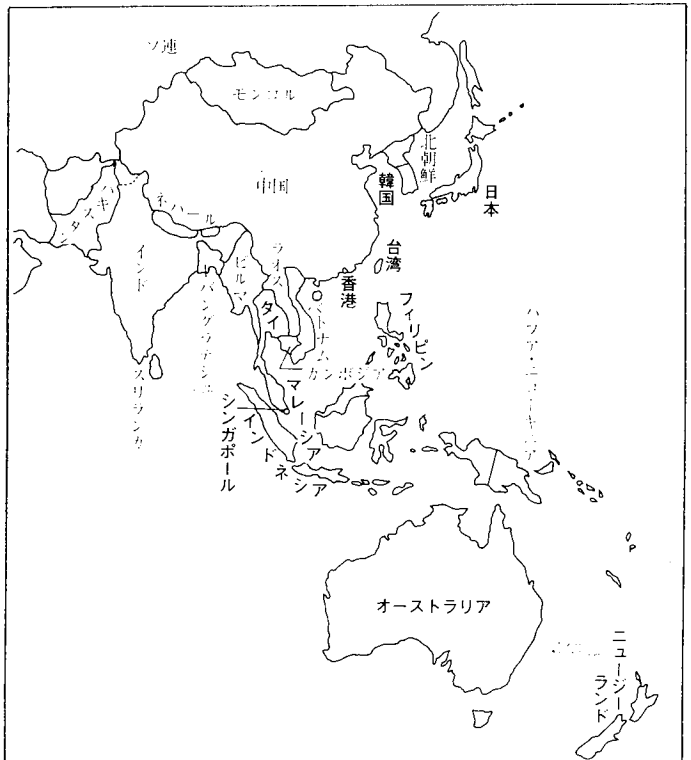 ソ連
モンゴル
北朝鮮
中国
韓国
日本
パキスタン
ネパール
インド
ビルマ
ラオス
台湾
香港
タイ
ベトナム
フィリピン
バングラデシュ
カンボジア
スリランカ
マレーシア
シンガポール
インドネシア
パプア・ニューギニア
オーストラリア
ニュージーランド